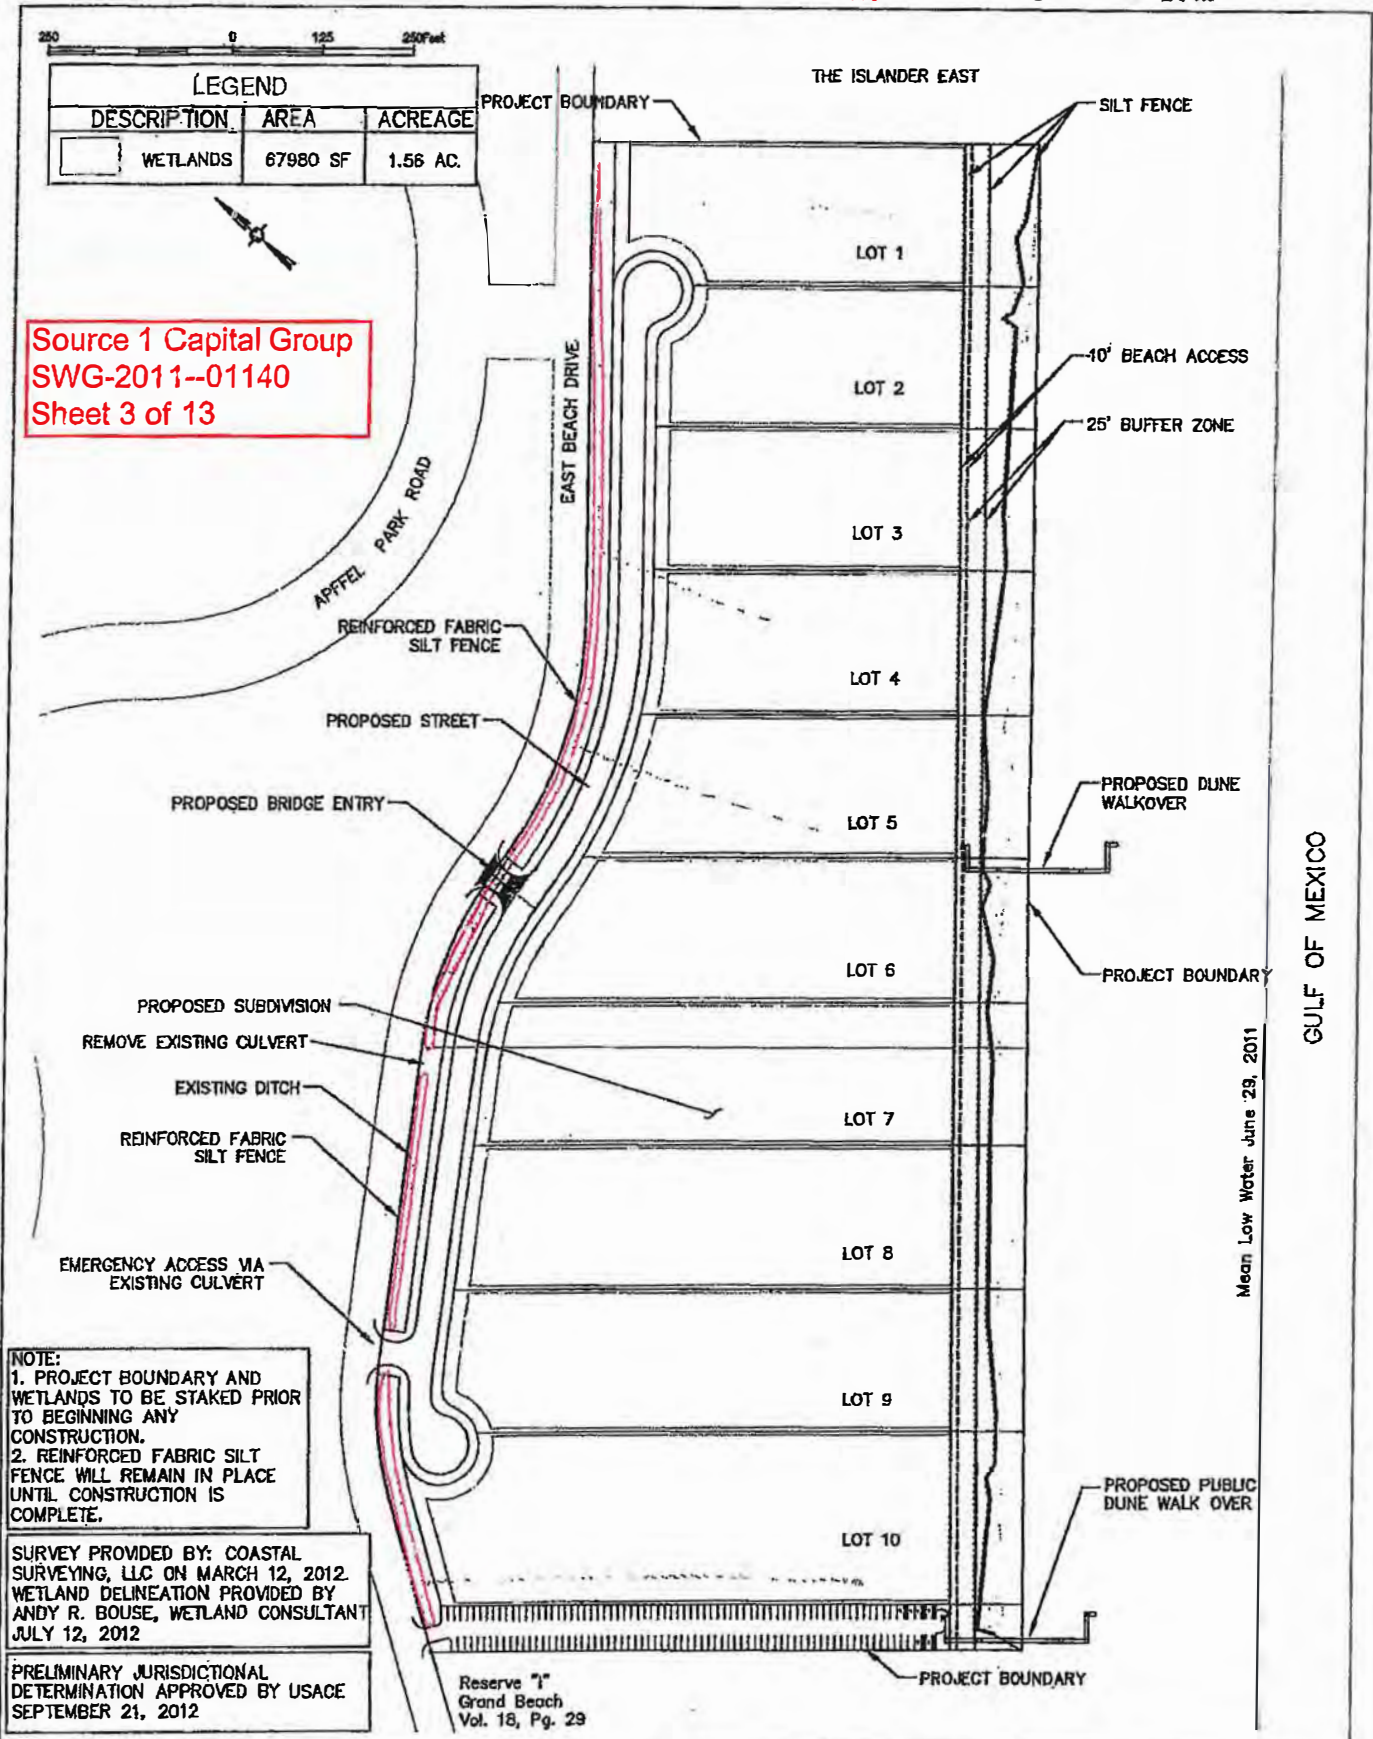 250 0 125 250Feet
LEGEND
DESCRIPTION AREA ACREAGE
WETLANDS 67980 SF 1.56 AC.
THE ISLANDER EAST
PROJECT BOUNDARY
SILT FENCE
LOT 1
Source 1 Capital Group
SWG-2011--01140
Sheet 3 of 13
EAST BEACH DRIVE
10' BEACH ACCESS
LOT 2
25' BUFFER ZONE
APFFEL PARK ROAD
LOT 3
REINFORCED FABRIC
SILT FENCE
LOT 4
PROPOSED STREET
PROPOSED BRIDGE ENTRY
PROPOSED DUNE
WALKOVER
LOT 5
GULF OF MEXICO
LOT 6
PROJECT BOUNDARY
PROPOSED SUBDIVISION
REMOVE EXISTING CULVERT
EXISTING DITCH
LOT 7
REINFORCED FABRIC
SILT FENCE
Mean Low Water June 29, 2011
LOT 8
EMERGENCY ACCESS VIA
EXISTING CULVERT
NOTE:
1. PROJECT BOUNDARY AND
WETLANDS TO BE STAKED PRIOR
TO BEGINNING ANY
CONSTRUCTION.
2. REINFORCED FABRIC SILT
FENCE WILL REMAIN IN PLACE
UNTIL CONSTRUCTION IS
COMPLETE.
LOT 9
PROPOSED PUBLIC
DUNE WALK OVER
LOT 10
SURVEY PROVIDED BY: COASTAL
SURVEYING, LLC ON MARCH 12, 2012.
WETLAND DELINEATION PROVIDED BY
ANDY R. BOUSE, WETLAND CONSULTANT
JULY 12, 2012
PRELIMINARY JURISDICTIONAL
DETERMINATION APPROVED BY USACE
SEPTEMBER 21, 2012
PROJECT BOUNDARY
Reserve "I"
Grand Beach
Vol. 18, Pg. 29